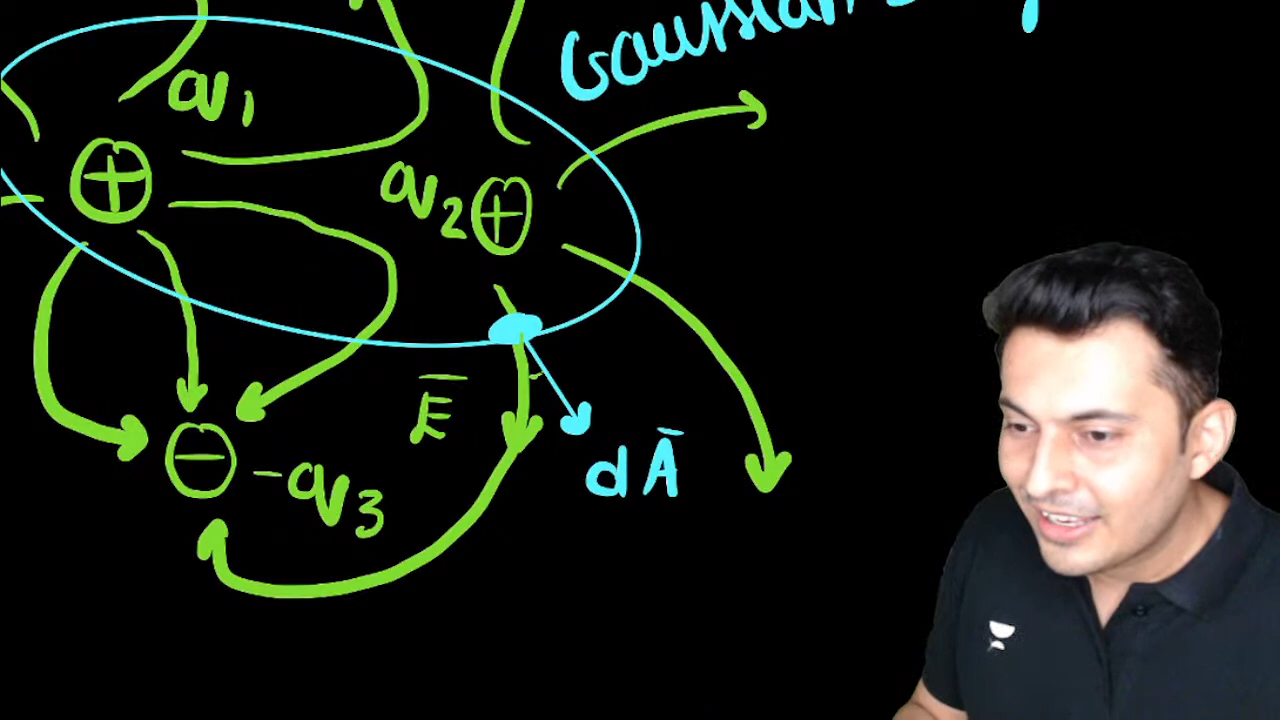 Gaussian
q₁
q₂
E̅
dA̅
-q₃